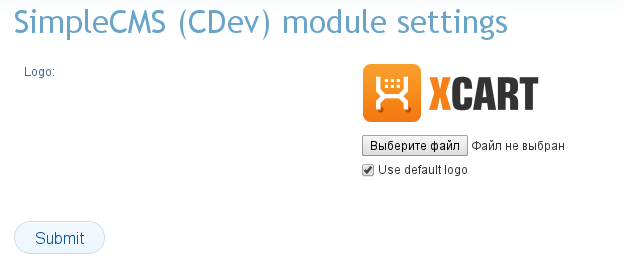 SimpleCMS (CDev) module settings
Logo:
XCART
Выберите файл Файл не выбран
Use default logo
Submit